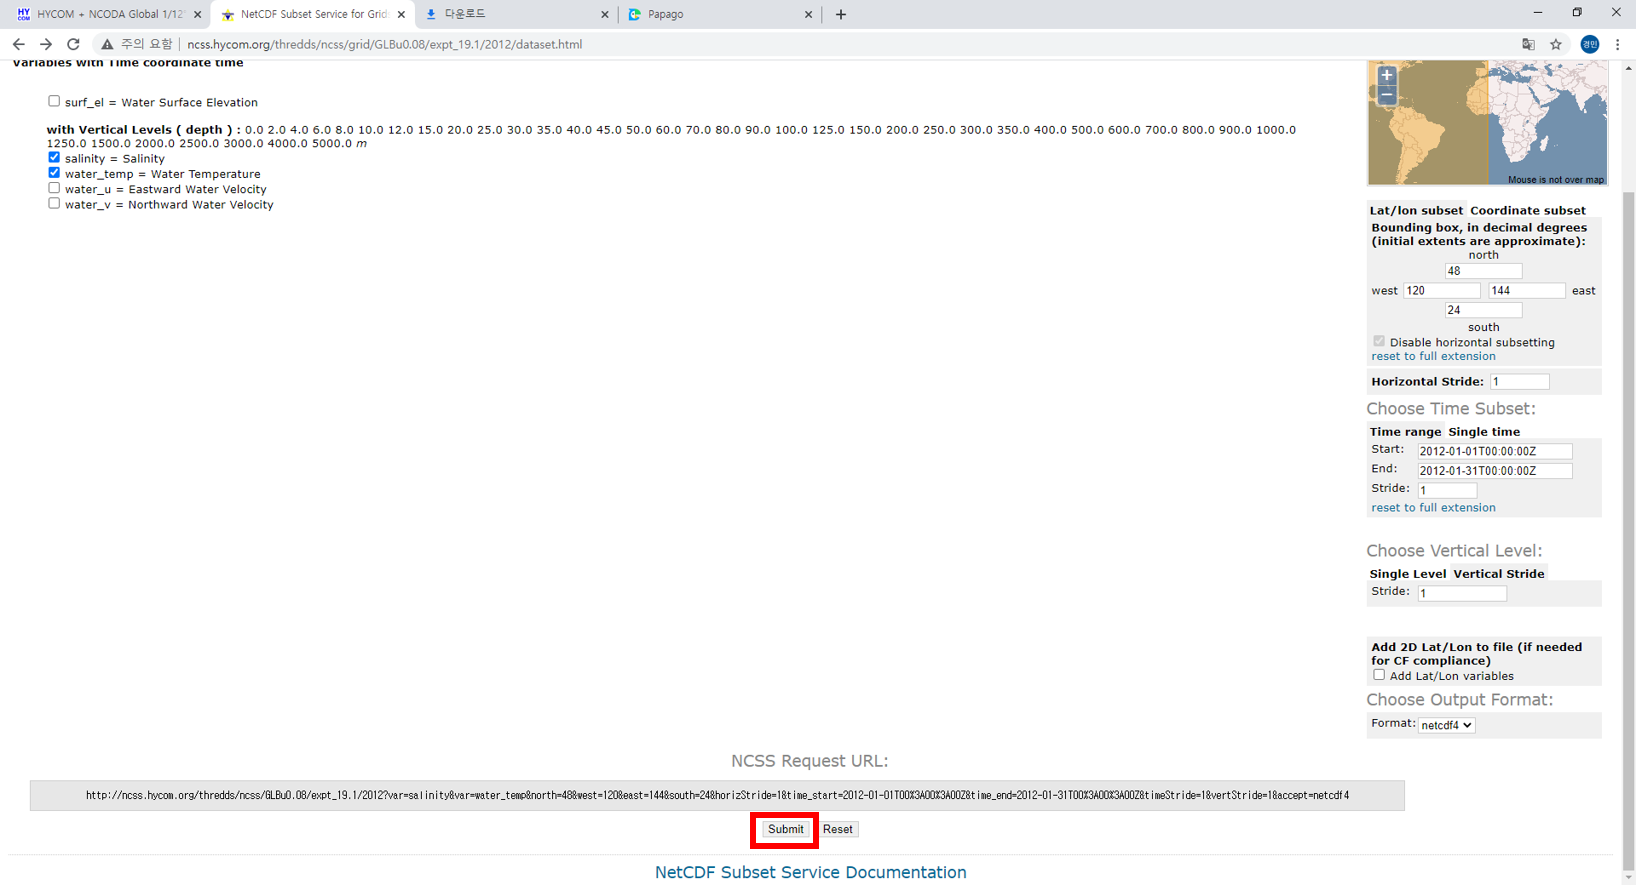 HYCOM + NCODA Global 1/12°
NetCDF Subset Service for Grids
다운로드
Papago
주의 요함
ncss.hycom.org/thredds/ncss/grid/GLBu0.08/expt_19.1/2012/dataset.html
경민
Variables with Time coordinate time
surf_el = Water Surface Elevation
with Vertical Levels ( depth ) : 0.0 2.0 4.0 6.0 8.0 10.0 12.0 15.0 20.0 25.0 30.0 35.0 40.0 45.0 50.0 60.0 70.0 80.0 90.0 100.0 125.0 150.0 200.0 250.0 300.0 350.0 400.0 500.0 600.0 700.0 800.0 900.0 1000.0
1250.0 1500.0 2000.0 2500.0 3000.0 4000.0 5000.0 m
salinity = Salinity
water_temp = Water Temperature
water_u = Eastward Water Velocity
water_v = Northward Water Velocity
+
−
Mouse is not over map
Lat/lon subset Coordinate subset
Bounding box, in decimal degrees
(initial extents are approximate):
north
48
west 120 144 east
24
south
Disable horizontal subsetting
reset to full extension
Horizontal Stride: 1
Choose Time Subset:
Time range Single time
Start: 2012-01-01T00:00:00Z
End: 2012-01-31T00:00:00Z
Stride: 1
reset to full extension
Choose Vertical Level:
Single Level Vertical Stride
Stride: 1
Add 2D Lat/Lon to file (if needed
for CF compliance)
Add Lat/Lon variables
Choose Output Format:
Format: netcdf4
NCSS Request URL:
http://ncss.hycom.org/thredds/ncss/GLBu0.08/expt_19.1/2012?var=salinity&var=water_temp&north=48&west=120&east=144&south=24&horizStride=1&time_start=2012-01-01T00%3A00%3A00Z&time_end=2012-01-31T00%3A00%3A00Z&timeStride=1&vertStride=1&accept=netcdf4
Submit Reset
NetCDF Subset Service Documentation